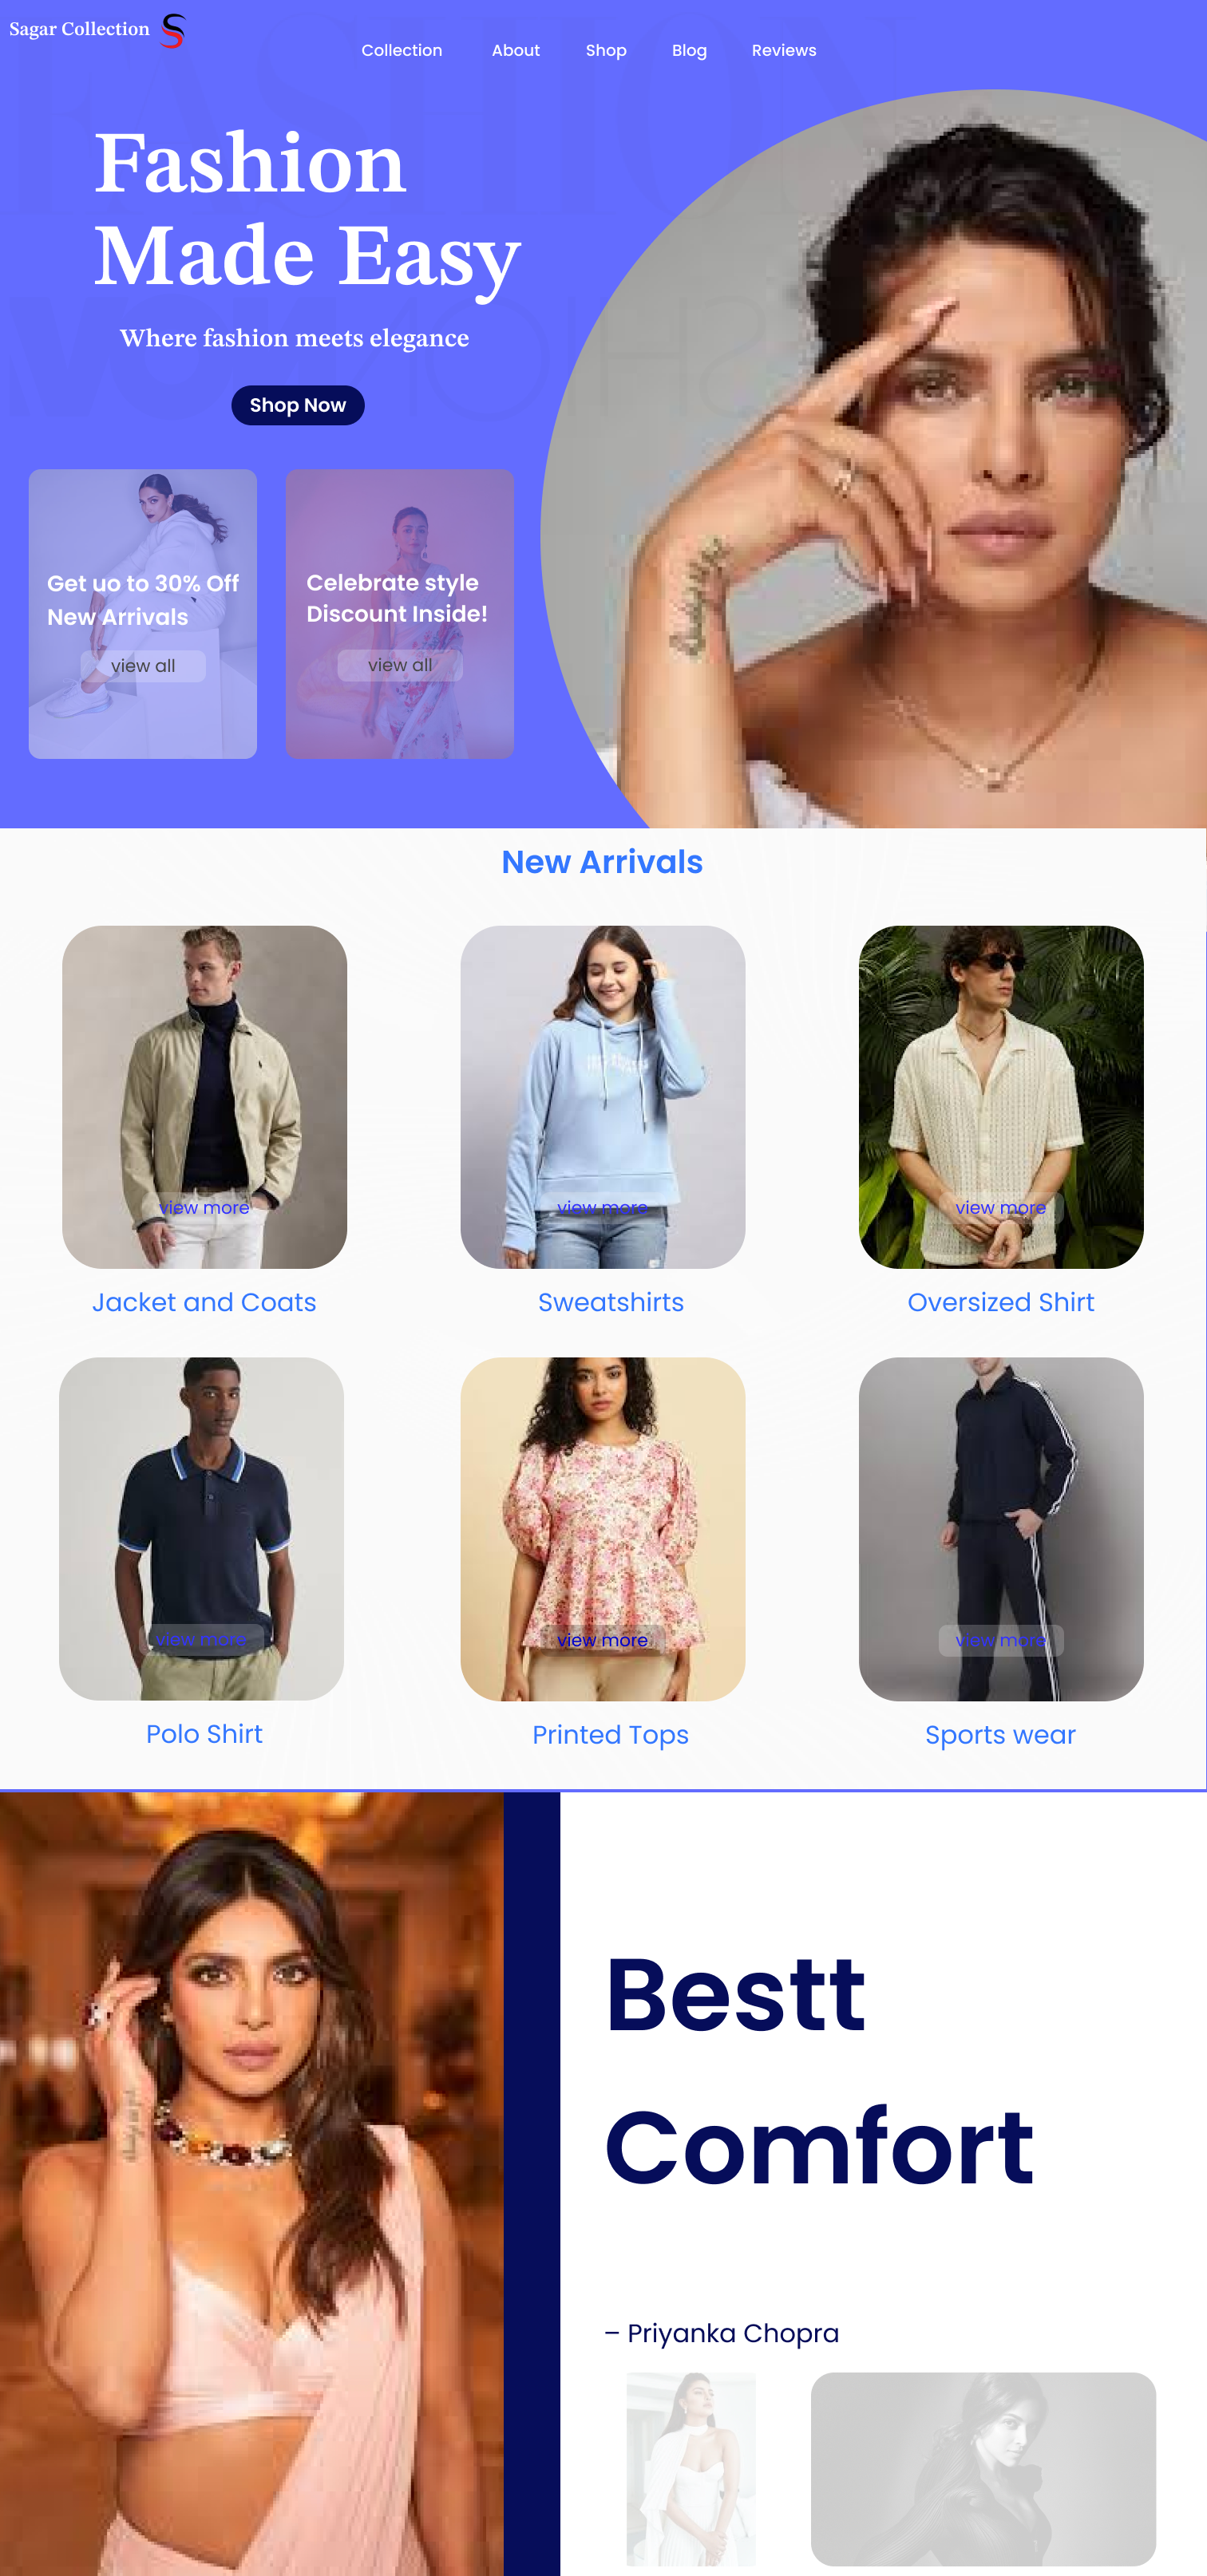 Sagar Collection
Collection About Shop Blog Reviews
FASHION
Fashion
Made Easy
Where fashion meets elegance
Shop Now
Get uo to 30% Off
New Arrivals
view all
Celebrate style
Discount Inside!
view all
New Arrivals
view more
view more
view more
Jacket and Coats
Sweatshirts
Oversized Shirt
view more
view more
view more
Polo Shirt
Printed Tops
Sports wear
Bestt
Comfort
– Priyanka Chopra